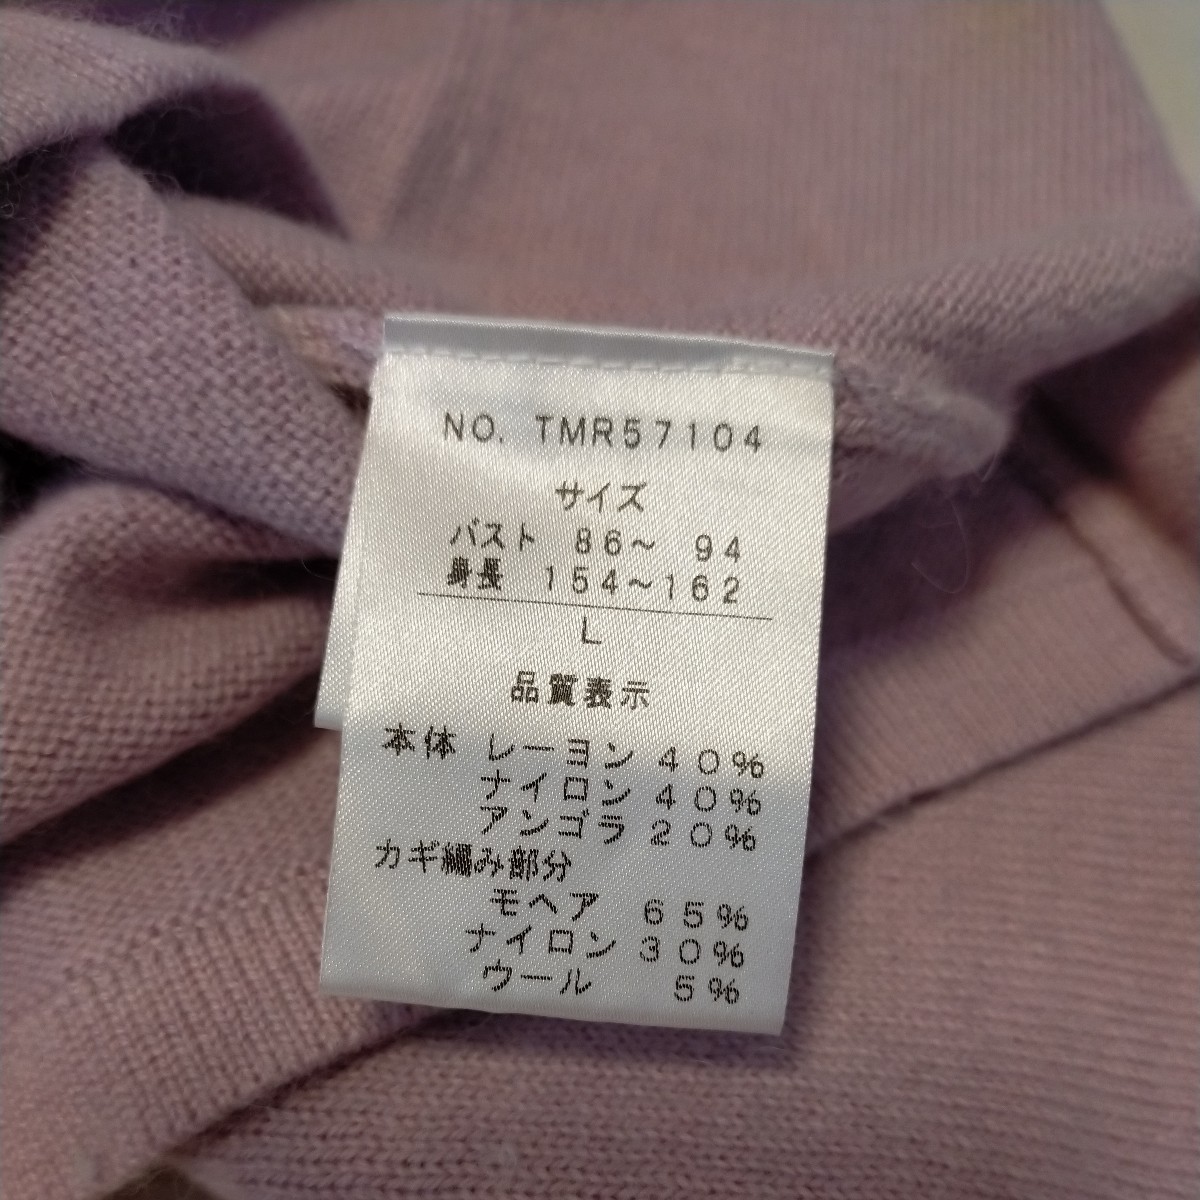 NO. TMR57104
サイズ
バスト 86～ 94
身長 154～162
L
品質表示
本体 レーヨン 40%
ナイロン 40%
アンゴラ 20%
カギ編み部分
モヘア 65%
ナイロン 30%
ウール 5%